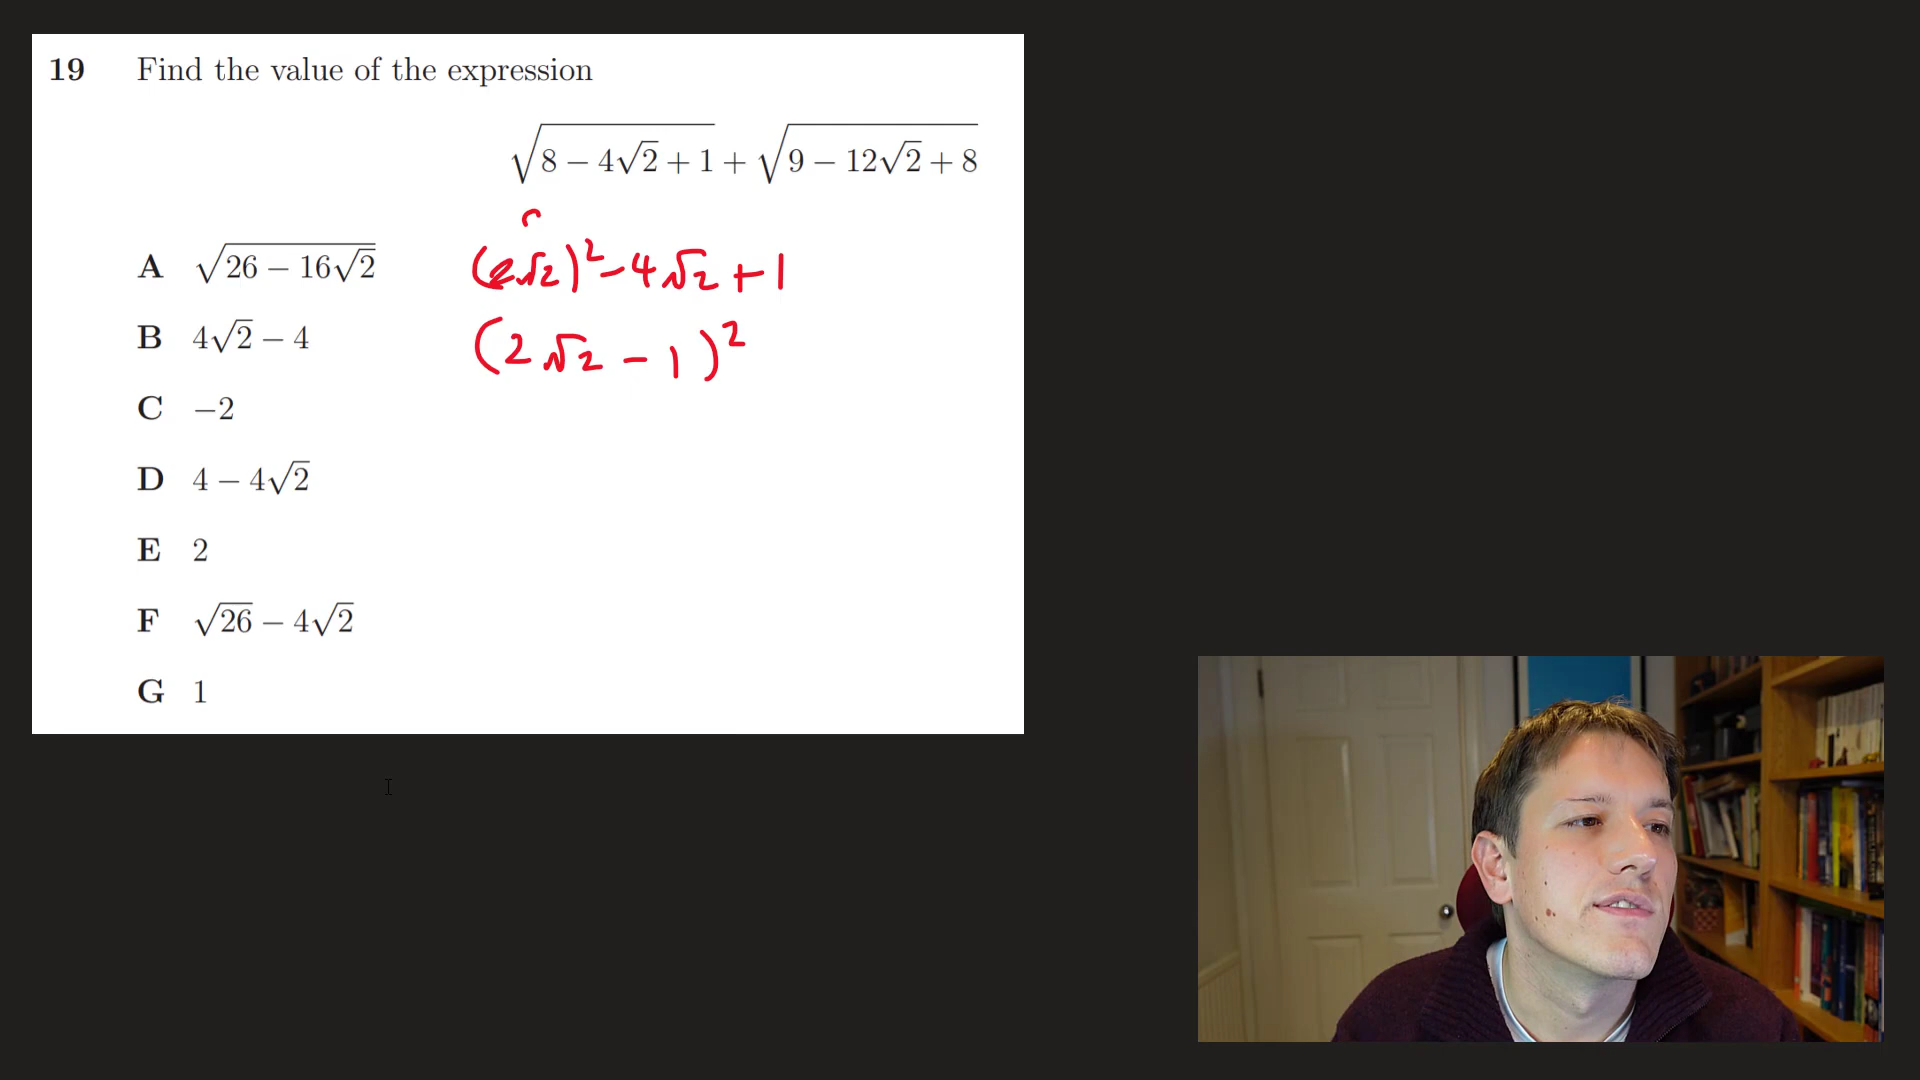 19 Find the value of the expression
√(8 − 4√2 + 1) + √(9 − 12√2 + 8)
A √(26 − 16√2)
(2√2)² − 4√2 + 1
B 4√2 − 4
(2√2 − 1)²
C −2
D 4 − 4√2
E 2
F √26 − 4√2
G 1